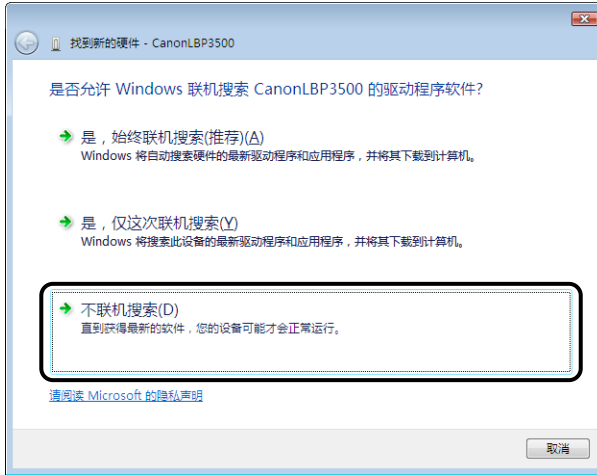 找到新的硬件 - CanonLBP3500
是否允许 Windows 联机搜索 CanonLBP3500 的驱动程序软件?
是，始终联机搜索(推荐)(A)
Windows 将自动搜索硬件的最新驱动程序和应用程序，并将其下载到计算机。
是，仅这次联机搜索(Y)
Windows 将搜索此设备的最新驱动程序和应用程序，并将其下载到计算机。
不联机搜索(D)
直到获得最新的软件，您的设备可能才会正常运行。
请阅读 Microsoft 的隐私声明
取消